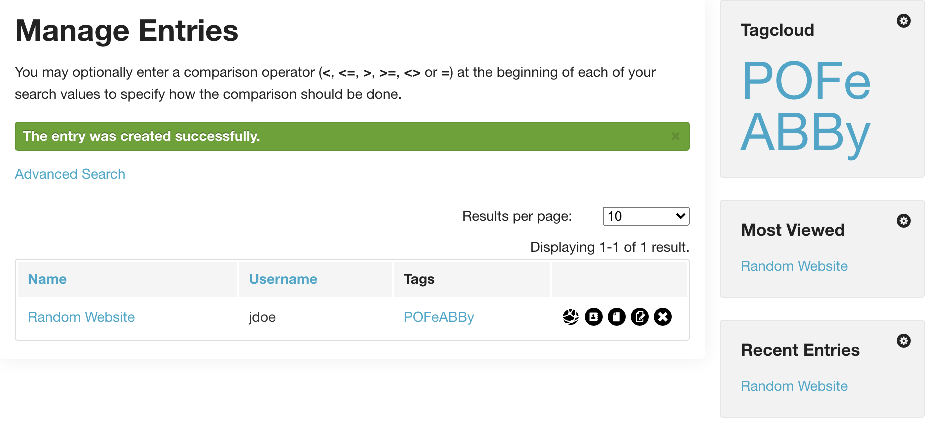 Manage Entries
You may optionally enter a comparison operator (<, <=, >, >=, <> or =) at the beginning of each of your
search values to specify how the comparison should be done.
The entry was created successfully. ×
Advanced Search
Results per page: 10
Displaying 1-1 of 1 result.
Name Username Tags
Random Website jdoe POFeABBy
Tagcloud
POFe
ABBy
Most Viewed
Random Website
Recent Entries
Random Website